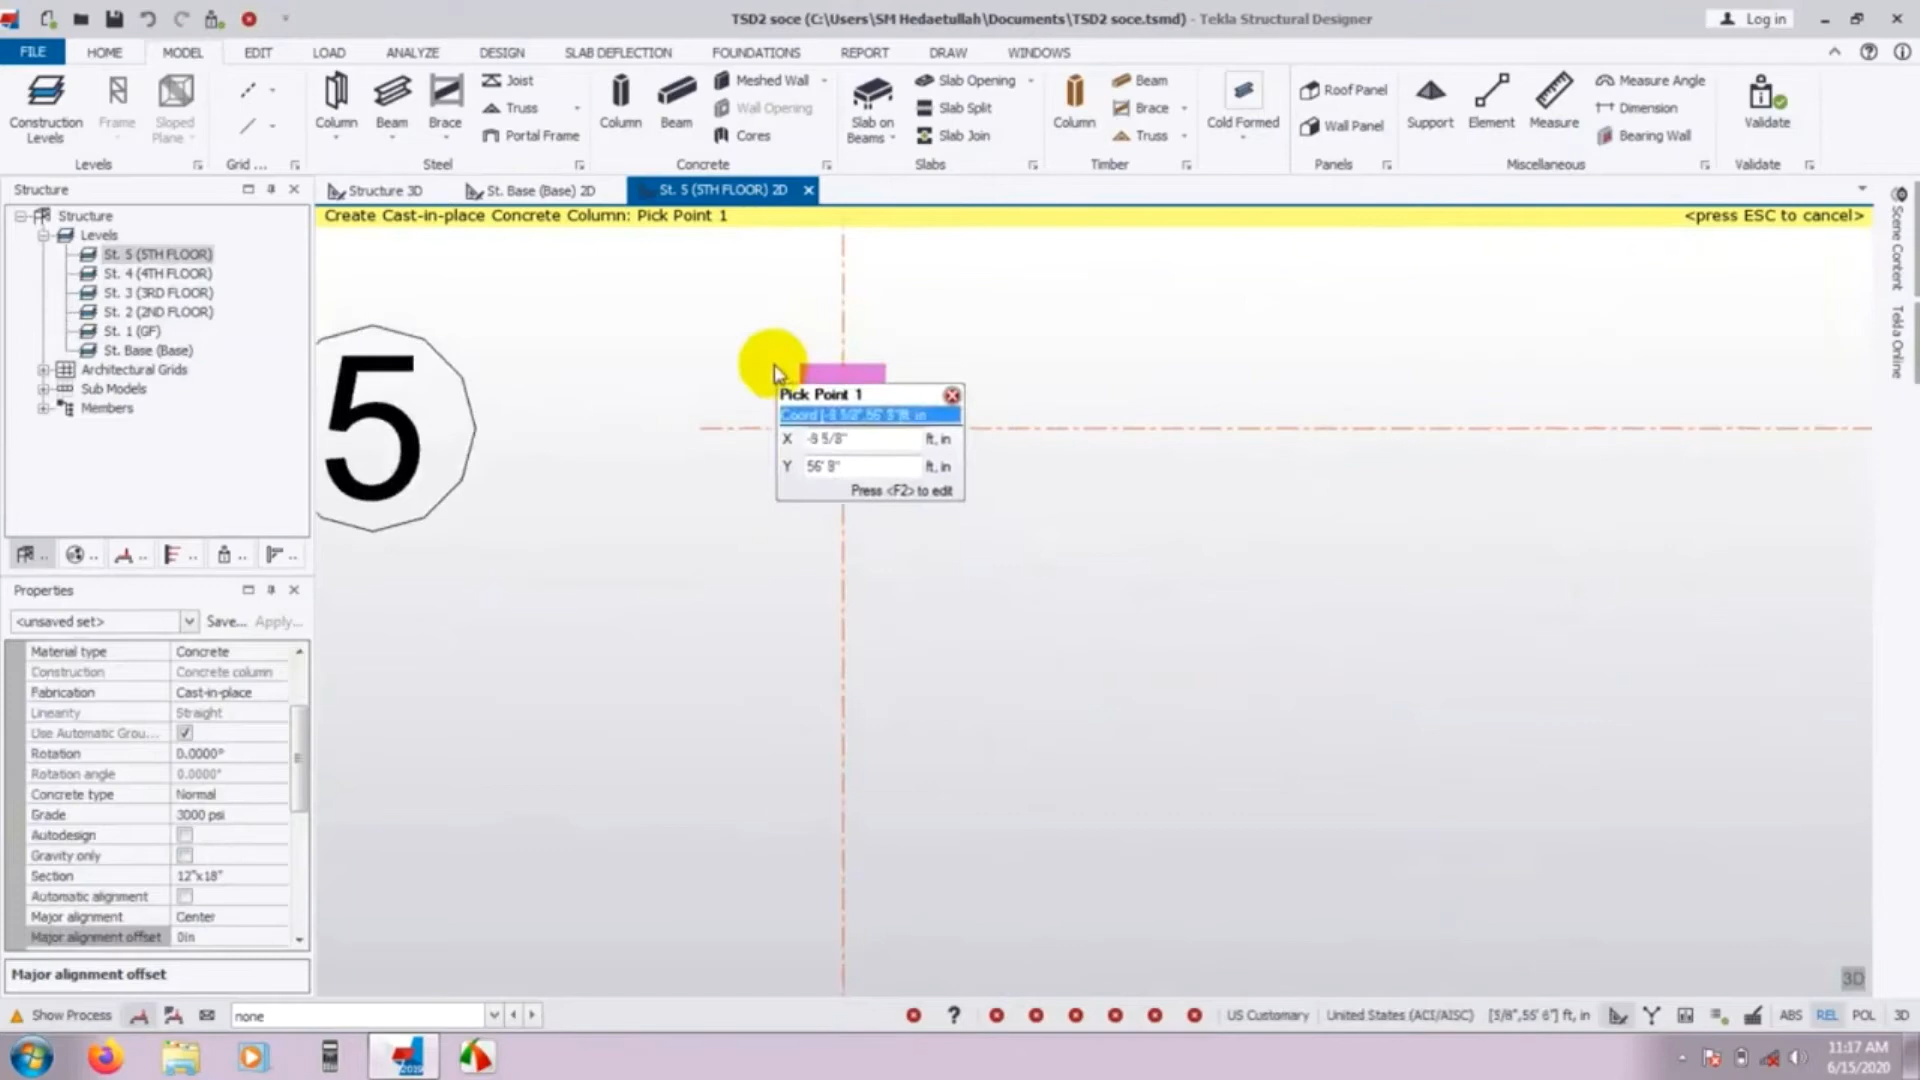 TSD2 soce (C:\Users\SM Hedaetullah\Documents\TSD2 soce.tsmd) - Tekla Structural Designer
Log in
FILE HOME MODEL EDIT LOAD ANALYZE DESIGN SLAB DEFLECTION FOUNDATIONS REPORT DRAW WINDOWS
Construction Levels
Frame
Sloped Plane
Levels
Grid ...
Column
Beam
Brace
Joist
Truss
Portal Frame
Steel
Column
Beam
Meshed Wall
Wall Opening
Cores
Concrete
Slab on Beams
Slab Opening
Slab Split
Slab Join
Slabs
Column
Beam
Brace
Truss
Timber
Cold Formed
Roof Panel
Wall Panel
Panels
Support
Element
Measure
Measure Angle
Dimension
Bearing Wall
Miscellaneous
Validate
Validate
Structure
Structure
Levels
St. 5 (5TH FLOOR)
St. 4 (4TH FLOOR)
St. 3 (3RD FLOOR)
St. 2 (2ND FLOOR)
St. 1 (GF)
St. Base (Base)
Architectural Grids
Sub Models
Members
Structure 3D
St. Base (Base) 2D
St. 5 (5TH FLOOR) 2D
Create Cast-in-place Concrete Column: Pick Point 1
<press ESC to cancel>
5
Pick Point 1
X -9 5/8" ft, in
Y 56' 8" ft, in
Press <F2> to edit
3D
Scene Content
Tekla Online
Properties
<unsaved set> Save... Apply...
Material type Concrete
Construction Concrete column
Fabrication Cast-in-place
Linearity Straight
Use Automatic Grou...
Rotation 0.0000°
Rotation angle 0.0000°
Concrete type Normal
Grade 3000 psi
Autodesign
Gravity only
Section 12"x18"
Automatic alignment
Major alignment Center
Major alignment offset 0in
Major alignment offset
Show Process
none
US Customary
United States (ACI/AISC)
ft, in
ABS REL POL 3D
2019
11:17 AM
6/15/2020